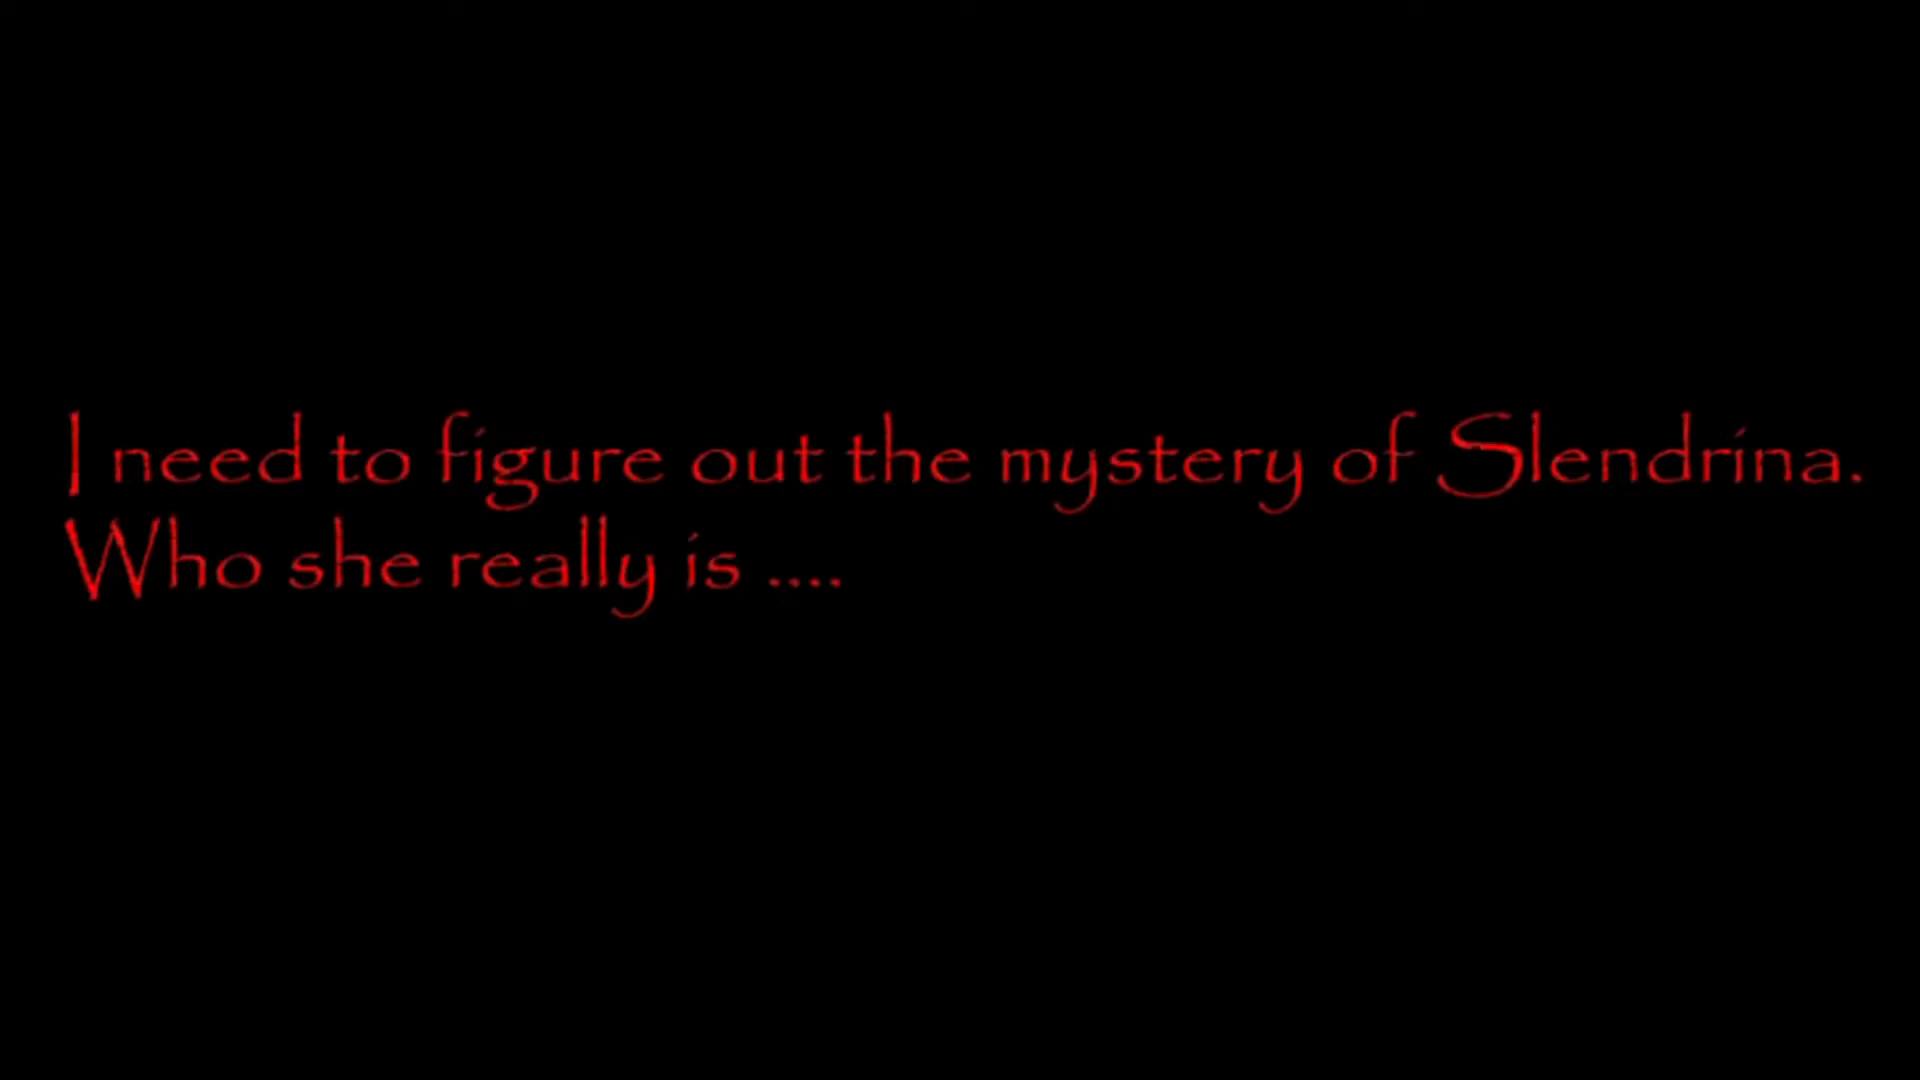 I need to figure out the mystery of Slendrina.
Who she really is ....